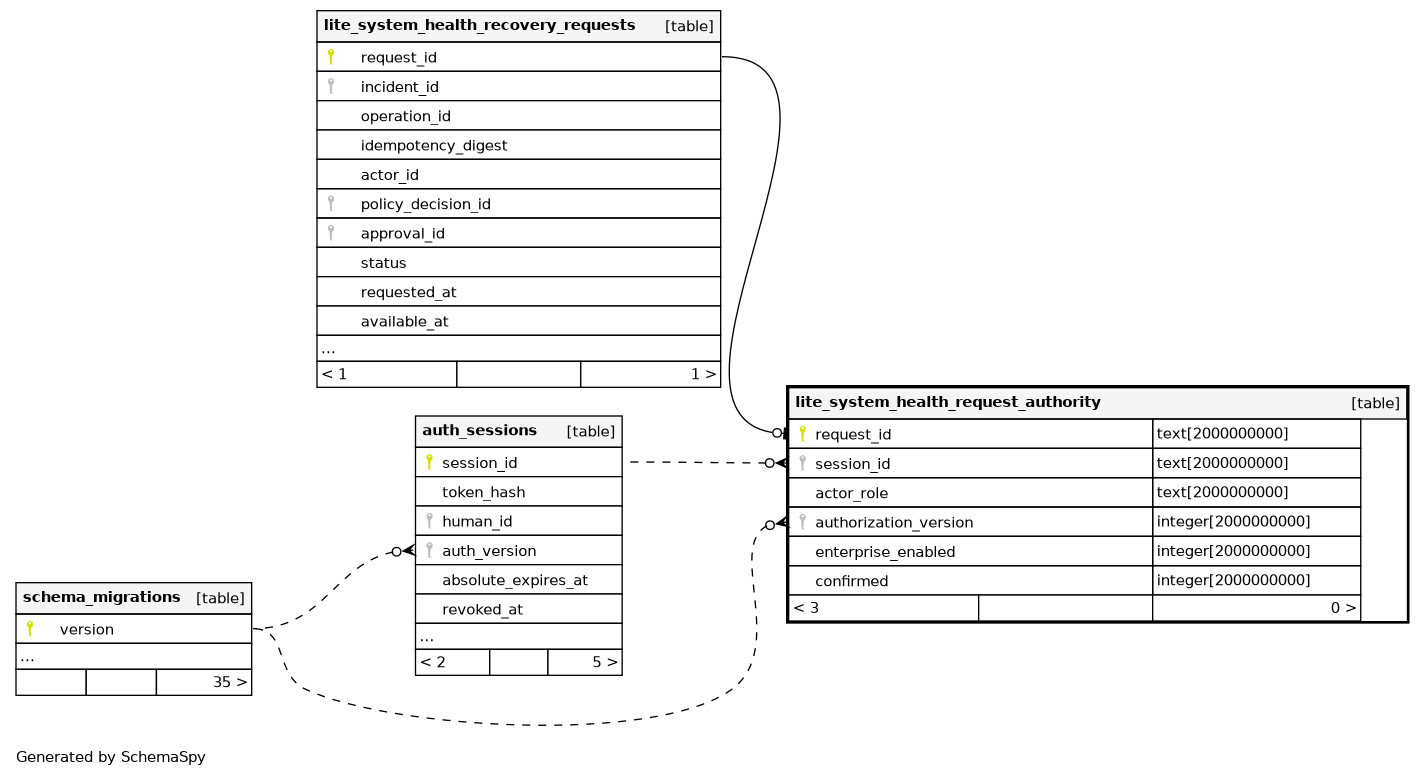 lite_system_health_recovery_requests [table]
request_id
incident_id
operation_id
idempotency_digest
actor_id
policy_decision_id
approval_id
status
requested_at
available_at
...
< 1 1 >
lite_system_health_request_authority [table]
request_id text[2000000000]
session_id text[2000000000]
actor_role text[2000000000]
authorization_version integer[2000000000]
enterprise_enabled integer[2000000000]
confirmed integer[2000000000]
< 3 0 >
auth_sessions [table]
session_id
token_hash
human_id
auth_version
absolute_expires_at
revoked_at
...
< 2 5 >
schema_migrations [table]
version
...
35 >
Generated by SchemaSpy